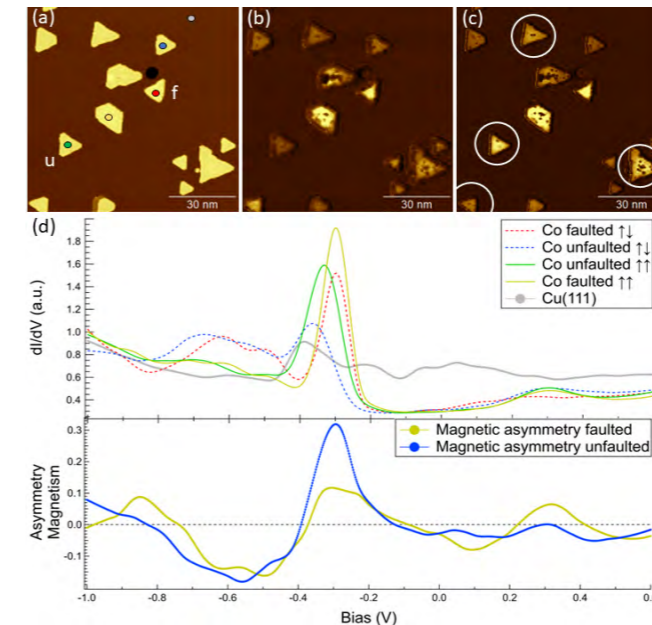 (a)
(b)
(c)
f
u
30 nm
30 nm
30 nm
(d)
Co faulted ↑↓
Co unfaulted ↑↓
Co unfaulted ↑↑
Co faulted ↑↑
Cu(111)
dI/dV (a.u.)
1.8
1.6
1.4
1.2
1.0
0.8
0.6
0.4
Magnetic asymmetry faulted
Magnetic asymmetry unfaulted
Asymmetry
Magnetism
0.3
0.2
0.1
0.0
-0.1
-1.0 -0.8 -0.6 -0.4 -0.2 0.0 0.2 0.4 0.6
Bias (V)